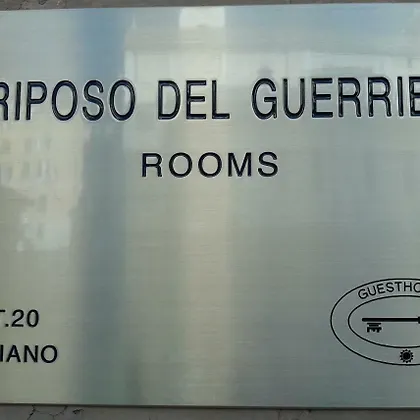 RIPOSO DEL GUERRIE
ROOMS
T.20
IANO
GUESTHO